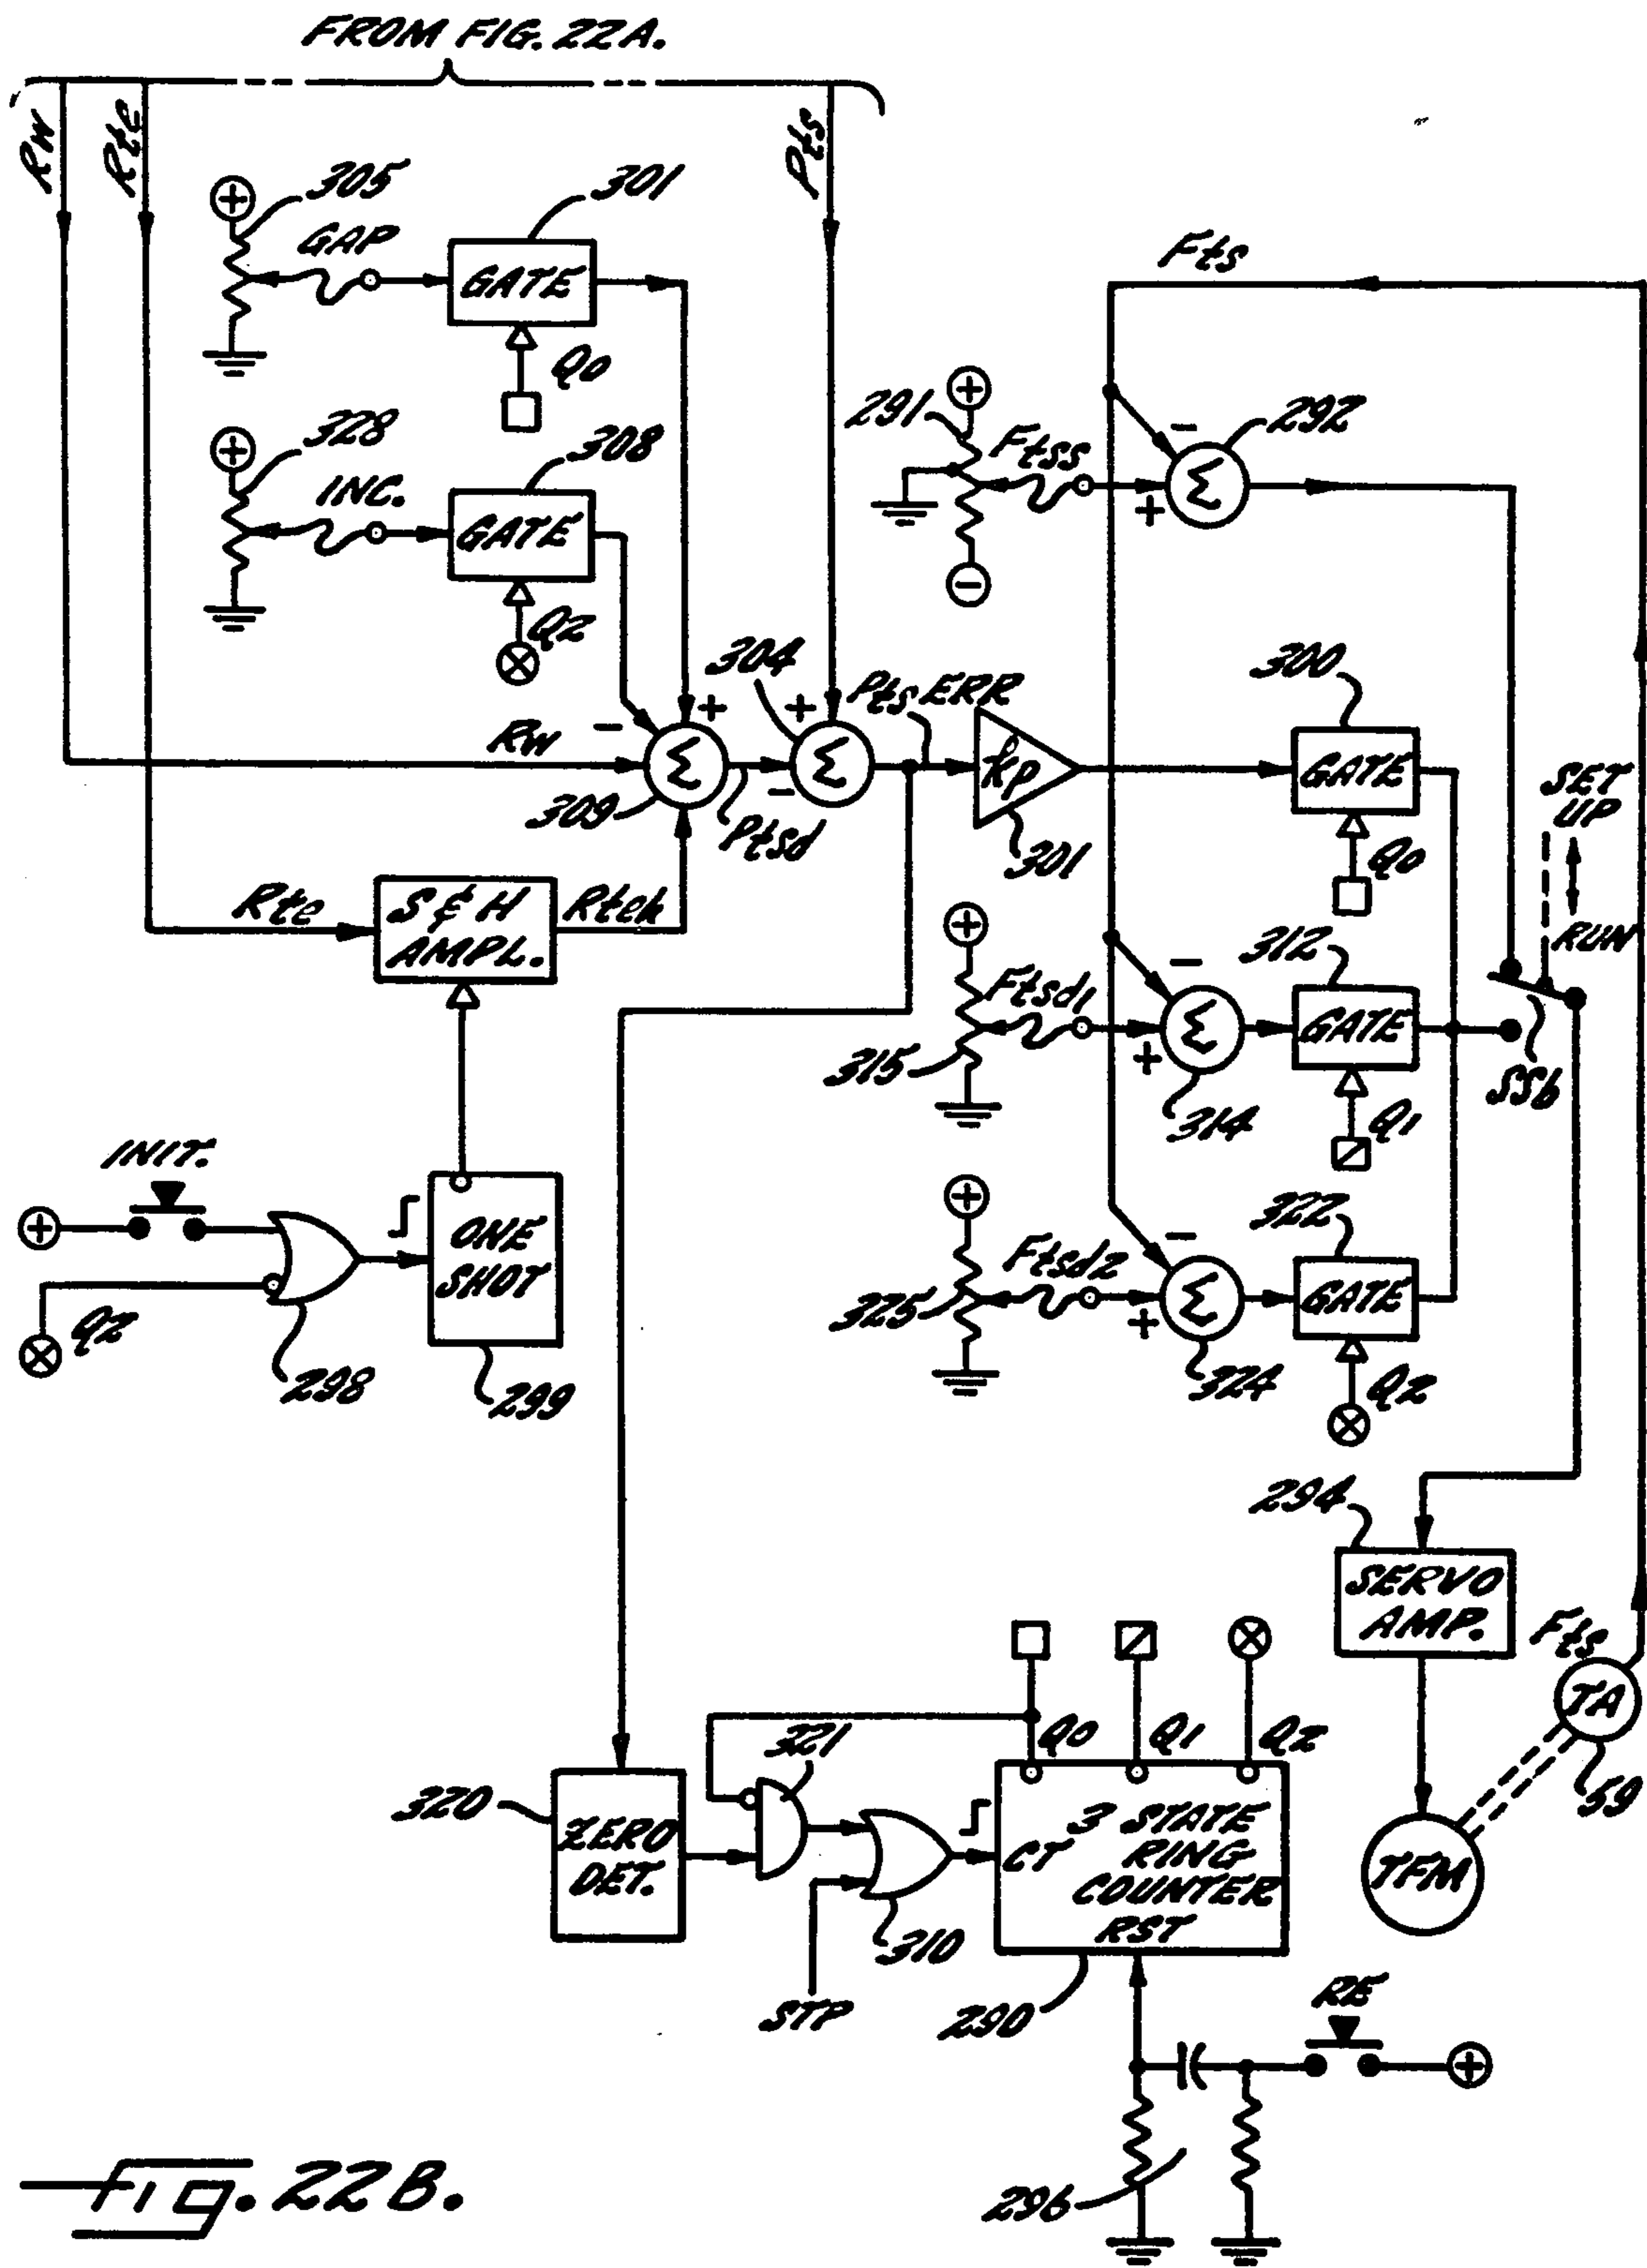 FROM FIG. 22A.
Rw
Rte
Pts
305
GAP
301
GATE
Q0
328
INC.
308
GATE
Q2
Fts
291
Ftss
292
-
+
Σ
+
-
304
+
Pts ERR
300
Rw
Σ
-
Σ
kp
GATE
SET UP
309
Ptsd
301
Q0
RUN
Rte
S & H
AMPL.
Rteh
Ftsd1
-
312
315
+
Σ
GATE
SSb
314
Q1
INIT.
ONE
SHOT
Q2
298
299
Ftsd2
-
322
325
+
Σ
GATE
324
Q2
294
SERVO
AMP.
Fts
TA
59
TFM
321
Q0
Q1
Q2
320
ZERO
DET.
CT
3 STATE
RING
COUNTER
RST
310
STP
290
RE
296
Fig. 22B.